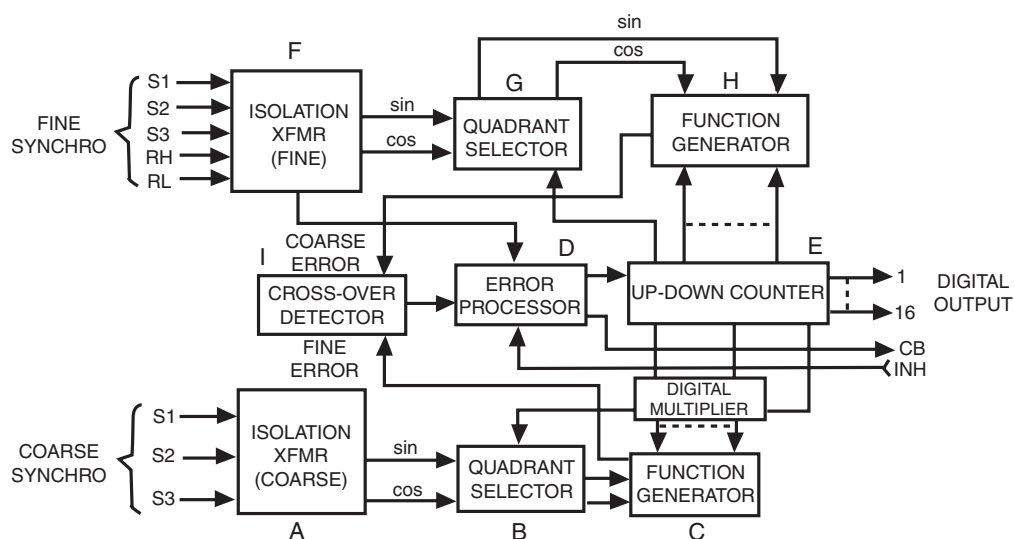 F
S1
S2
S3
RH
RL
FINE
SYNCHRO
ISOLATION
XFMR
(FINE)
sin
cos
G
QUADRANT
SELECTOR
sin
cos
H
FUNCTION
GENERATOR
I
COARSE
ERROR
CROSS-OVER
DETECTOR
FINE
ERROR
D
ERROR
PROCESSOR
E
UP-DOWN COUNTER
1
16
DIGITAL
OUTPUT
CB
INH
DIGITAL
MULTIPLIER
COARSE
SYNCHRO
S1
S2
S3
ISOLATION
XFMR
(COARSE)
A
sin
cos
QUADRANT
SELECTOR
B
FUNCTION
GENERATOR
C